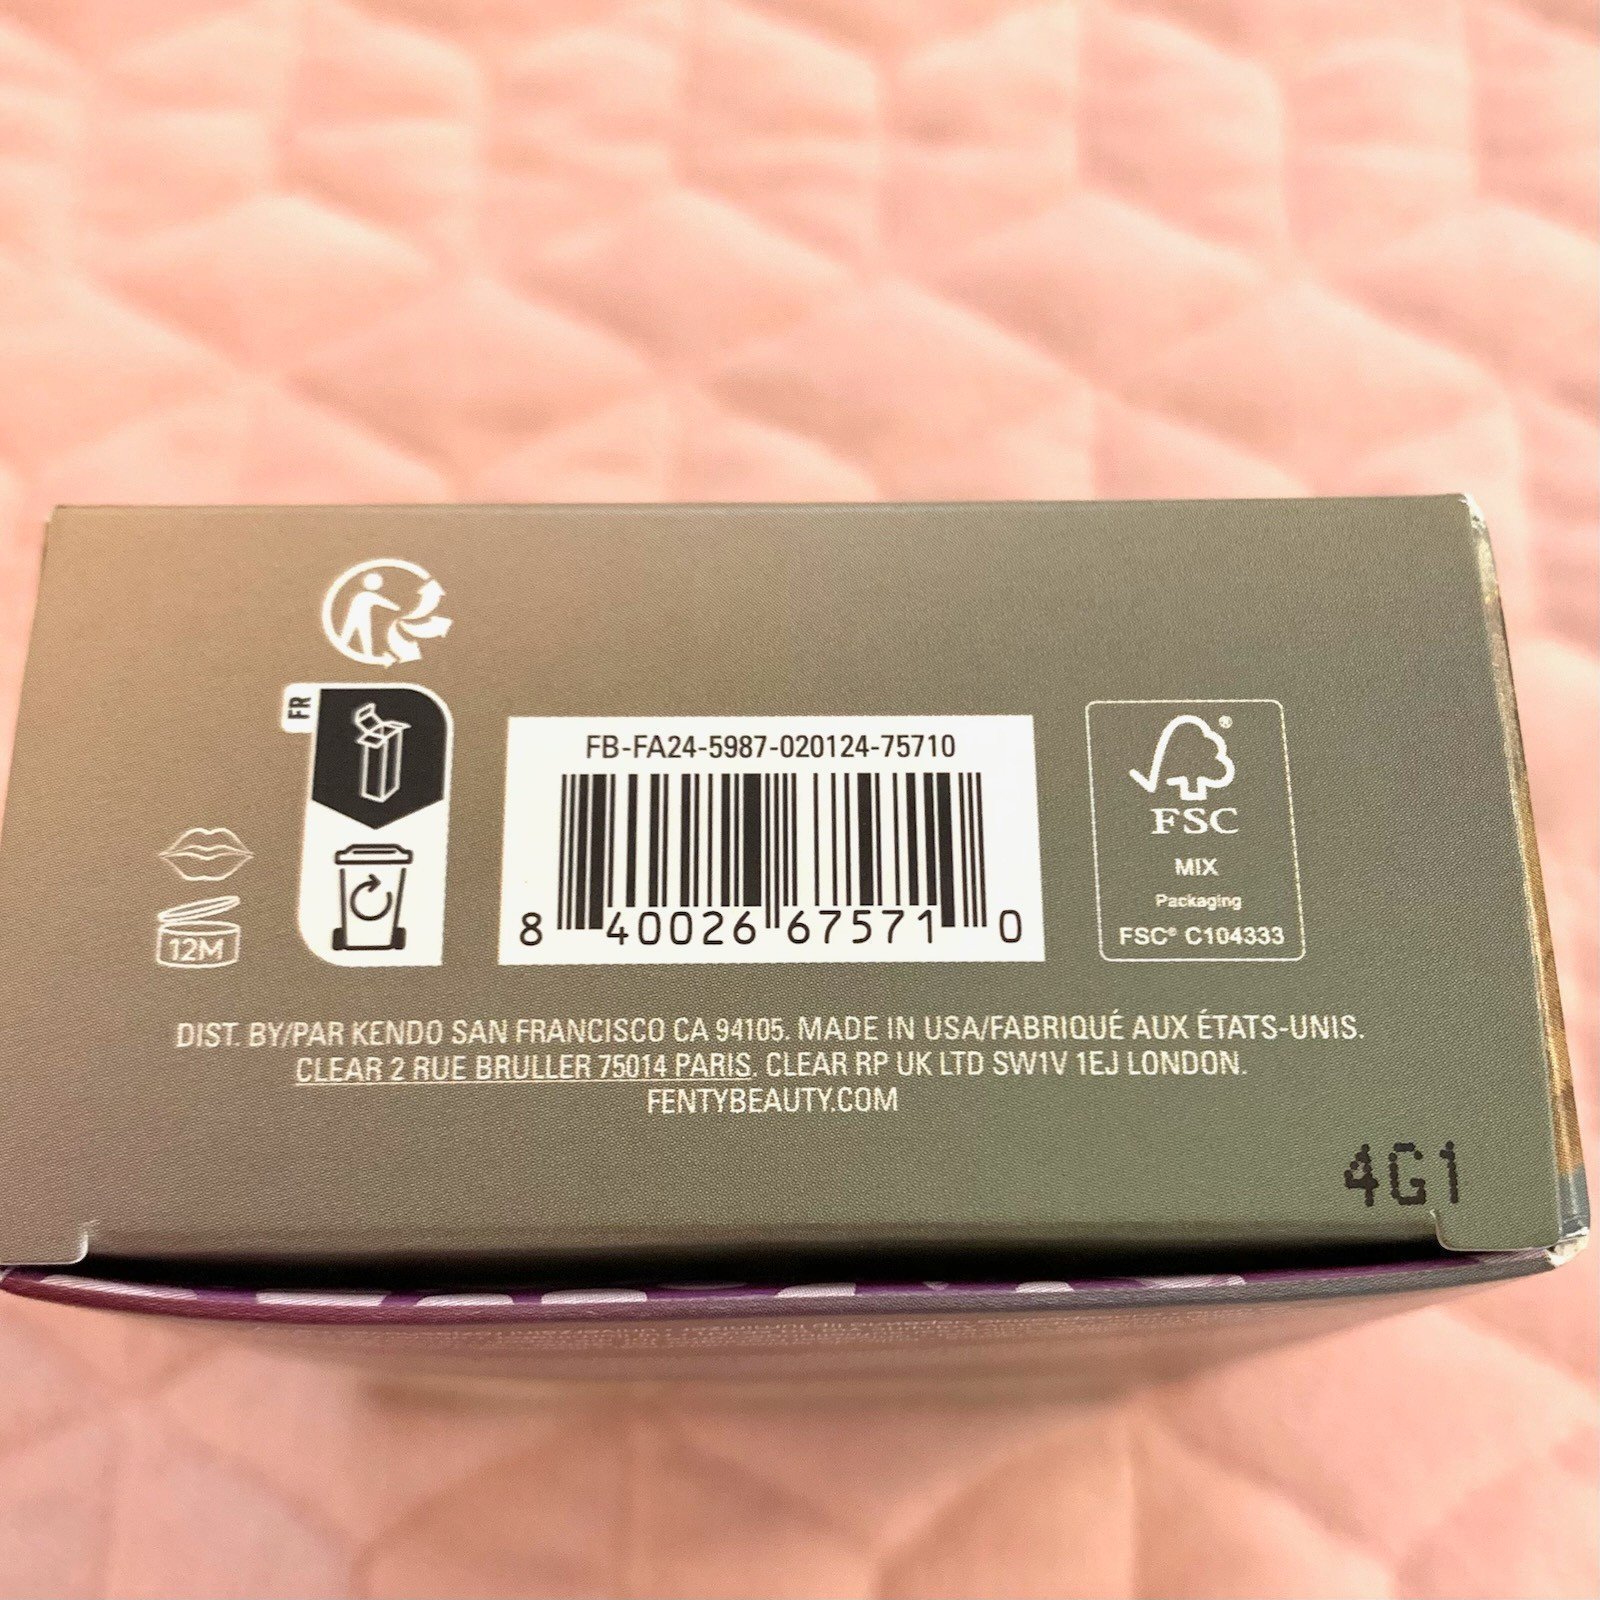 FR
12M
FB-FA24-5987-020124-75710
8 40026 67571 0
FSC®
MIX
Packaging
FSC® C104333
DIST. BY/PAR KENDO SAN FRANCISCO CA 94105. MADE IN USA/FABRIQUÉ AUX ÉTATS-UNIS.
CLEAR 2 RUE BRULLER 75014 PARIS. CLEAR RP UK LTD SW1V 1EJ LONDON.
FENTYBEAUTY.COM
4G1